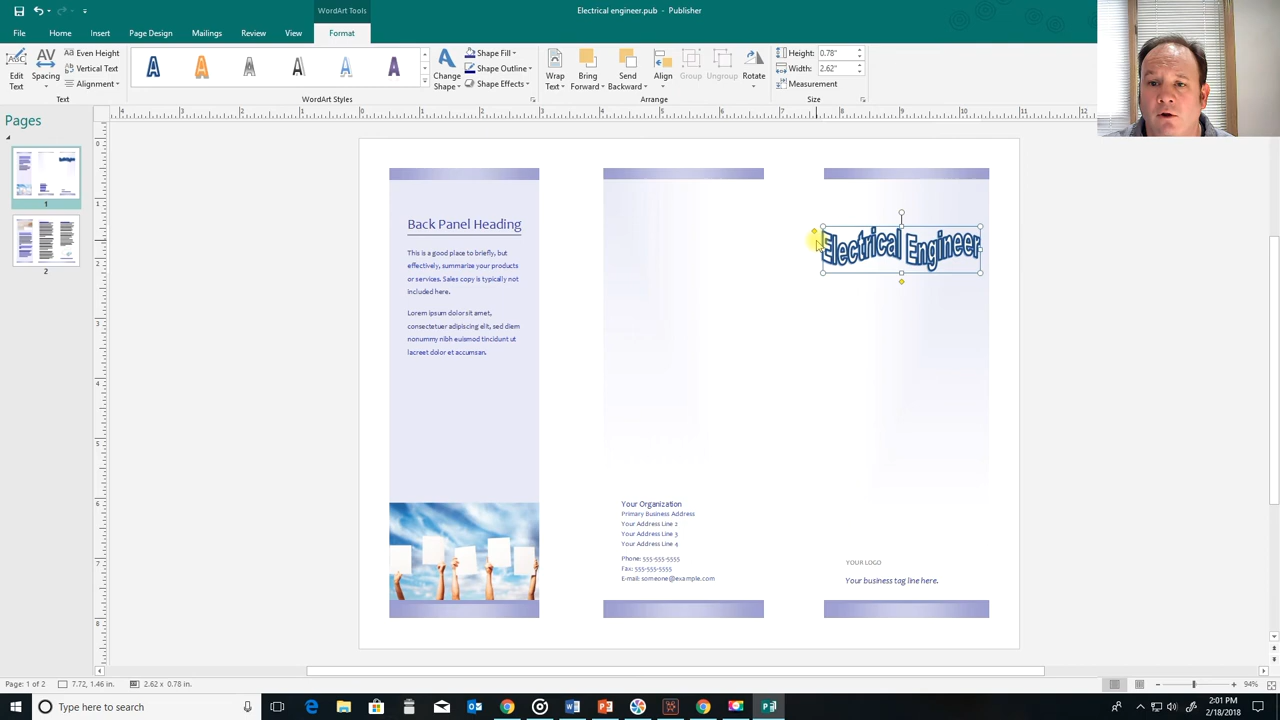 WordArt Tools
Electrical engineer.pub - Publisher
File
Home
Insert
Page Design
Mailings
Review
View
Format
Edit
Text
Spacing
Even Height
Vertical Text
Alignment
Text
WordArt Styles
Change
Shape
Shape Fill
Shape
Shape
Wrap
Text
Bring
Forward
Send
Backward
Align
Group
Ungroup
Rotate
Arrange
Height: 0.78"
Width: 2.62"
Measurement
Size
Pages
1
2
Back Panel Heading
This is a good place to briefly, but
effectively, summarize your products
or services. Sales copy is typically not
included here.
Lorem ipsum dolor sit amet,
consectetuer adipiscing elit, sed diem
nonummy nibh euismod tincidunt ut
lacreet dolor et accumsan.
Your Organization
Primary Business Address
Your Address Line 2
Your Address Line 3
Your Address Line 4
Phone: 555-555-5555
Fax: 555-555-5555
E-mail: someone@example.com
Electrical Engineer
YOUR LOGO
Your business tag line here.
Page: 1 of 2
7.72, 1.46 in.
2.62 x 0.78 in.
94%
Type here to search
2:01 PM
2/18/2018